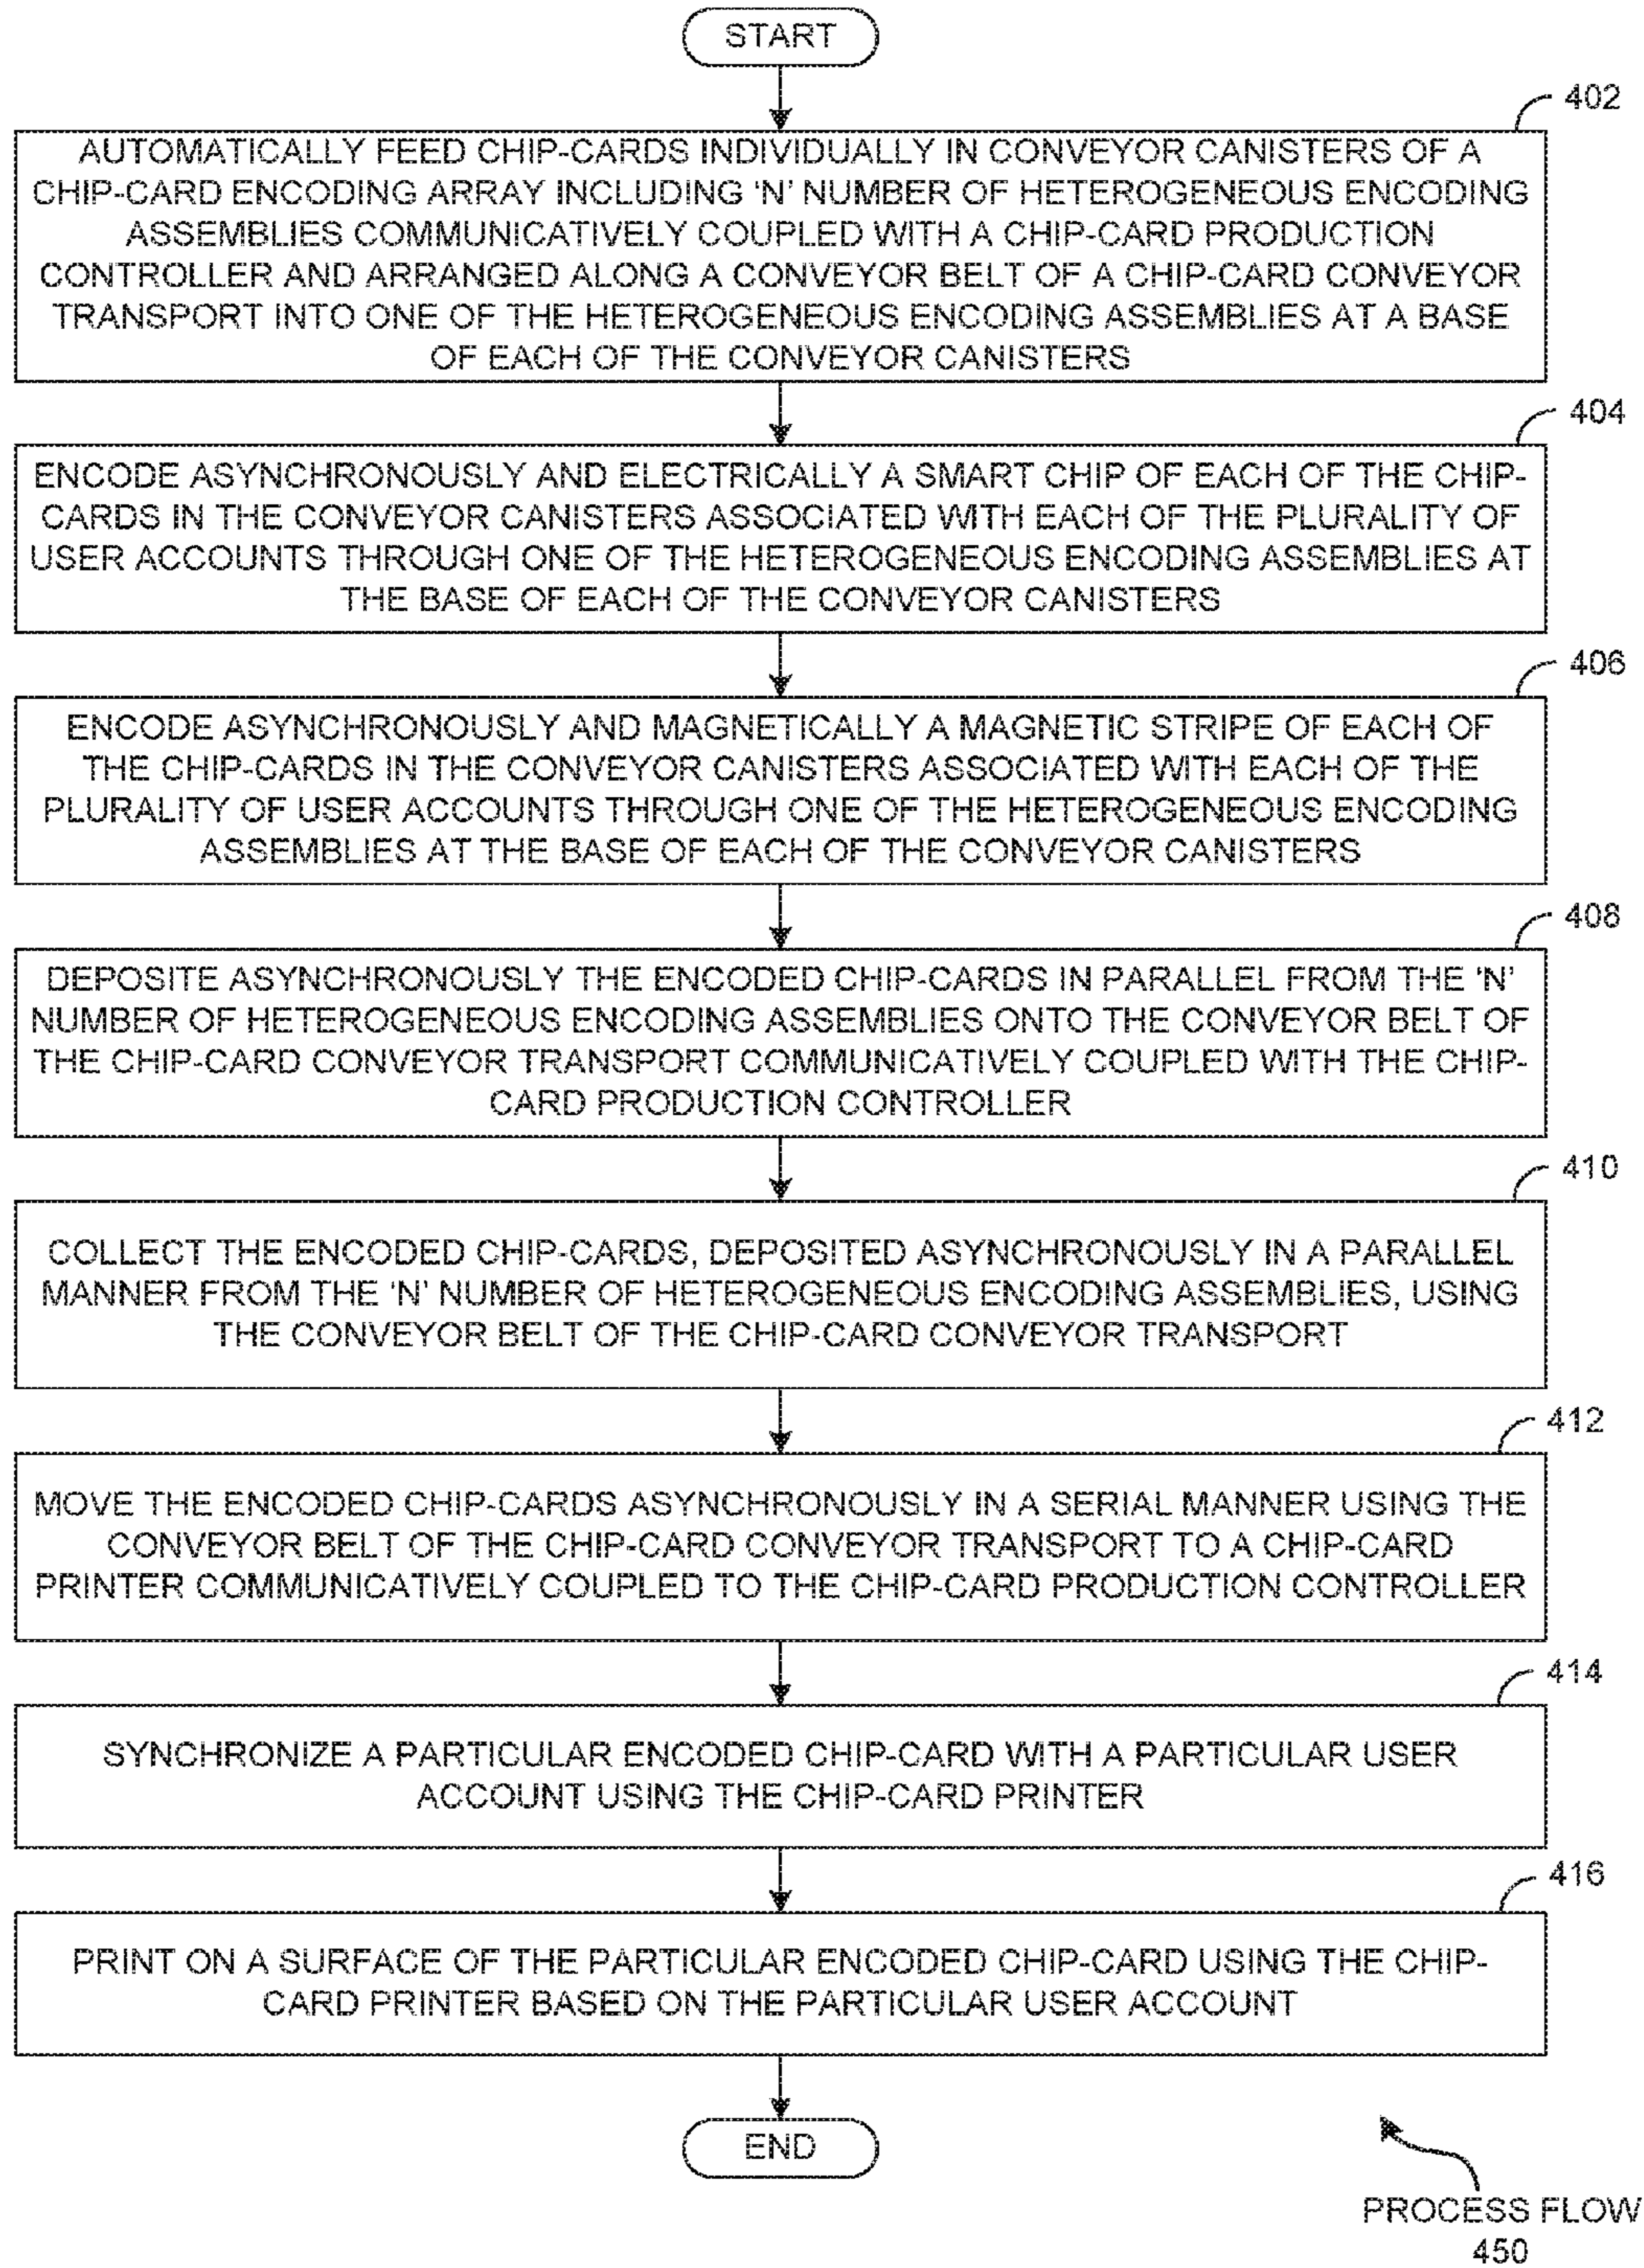 START
402
AUTOMATICALLY FEED CHIP-CARDS INDIVIDUALLY IN CONVEYOR CANISTERS OF A
CHIP-CARD ENCODING ARRAY INCLUDING ‘N’ NUMBER OF HETEROGENEOUS ENCODING
ASSEMBLIES COMMUNICATIVELY COUPLED WITH A CHIP-CARD PRODUCTION
CONTROLLER AND ARRANGED ALONG A CONVEYOR BELT OF A CHIP-CARD CONVEYOR
TRANSPORT INTO ONE OF THE HETEROGENEOUS ENCODING ASSEMBLIES AT A BASE
OF EACH OF THE CONVEYOR CANISTERS
404
ENCODE ASYNCHRONOUSLY AND ELECTRICALLY A SMART CHIP OF EACH OF THE CHIP-
CARDS IN THE CONVEYOR CANISTERS ASSOCIATED WITH EACH OF THE PLURALITY OF
USER ACCOUNTS THROUGH ONE OF THE HETEROGENEOUS ENCODING ASSEMBLIES AT
THE BASE OF EACH OF THE CONVEYOR CANISTERS
406
ENCODE ASYNCHRONOUSLY AND MAGNETICALLY A MAGNETIC STRIPE OF EACH OF
THE CHIP-CARDS IN THE CONVEYOR CANISTERS ASSOCIATED WITH EACH OF THE
PLURALITY OF USER ACCOUNTS THROUGH ONE OF THE HETEROGENEOUS ENCODING
ASSEMBLIES AT THE BASE OF EACH OF THE CONVEYOR CANISTERS
408
DEPOSITE ASYNCHRONOUSLY THE ENCODED CHIP-CARDS IN PARALLEL FROM THE ‘N’
NUMBER OF HETEROGENEOUS ENCODING ASSEMBLIES ONTO THE CONVEYOR BELT OF
THE CHIP-CARD CONVEYOR TRANSPORT COMMUNICATIVELY COUPLED WITH THE CHIP-
CARD PRODUCTION CONTROLLER
410
COLLECT THE ENCODED CHIP-CARDS, DEPOSITED ASYNCHRONOUSLY IN A PARALLEL
MANNER FROM THE ‘N’ NUMBER OF HETEROGENEOUS ENCODING ASSEMBLIES, USING
THE CONVEYOR BELT OF THE CHIP-CARD CONVEYOR TRANSPORT
412
MOVE THE ENCODED CHIP-CARDS ASYNCHRONOUSLY IN A SERIAL MANNER USING THE
CONVEYOR BELT OF THE CHIP-CARD CONVEYOR TRANSPORT TO A CHIP-CARD
PRINTER COMMUNICATIVELY COUPLED TO THE CHIP-CARD PRODUCTION CONTROLLER
414
SYNCHRONIZE A PARTICULAR ENCODED CHIP-CARD WITH A PARTICULAR USER
ACCOUNT USING THE CHIP-CARD PRINTER
416
PRINT ON A SURFACE OF THE PARTICULAR ENCODED CHIP-CARD USING THE CHIP-
CARD PRINTER BASED ON THE PARTICULAR USER ACCOUNT
END
PROCESS FLOW
450